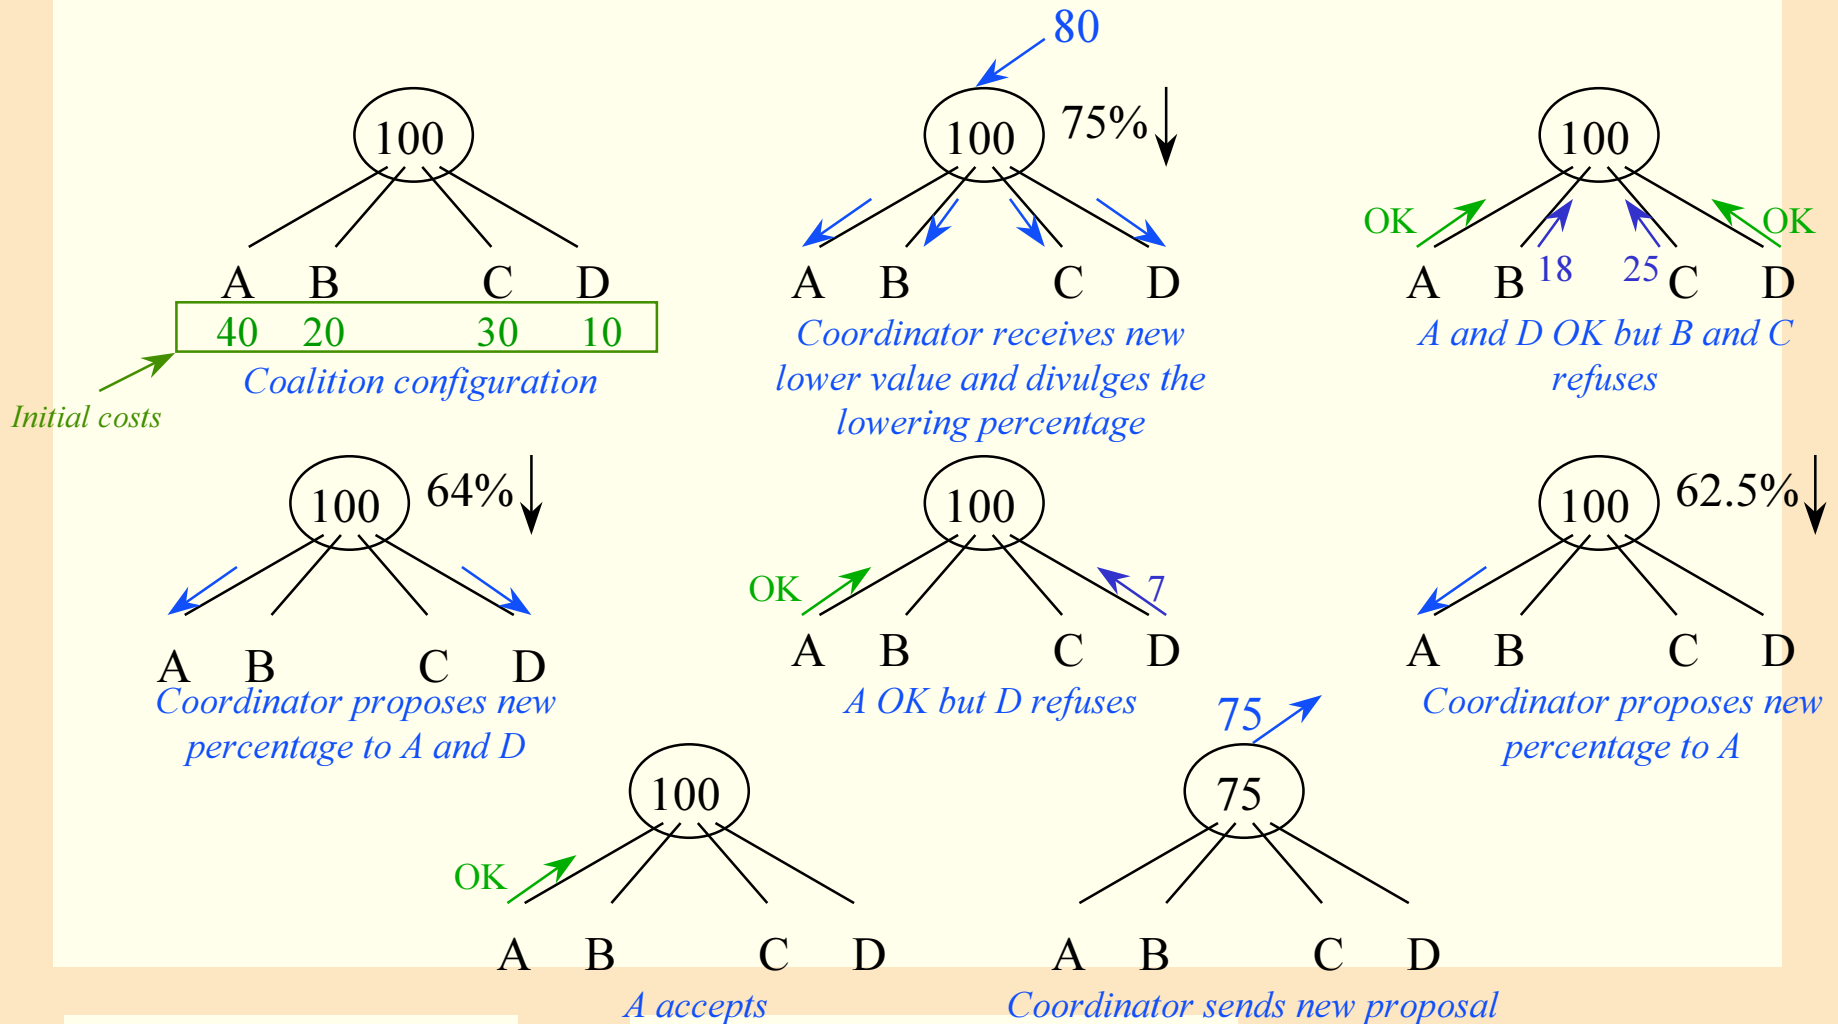 80
100
100 75%
100
OK OK
18 25
A B C D
A B C D
A B C D
40 20 30 10
Coalition configuration
Initial costs
Coordinator receives new
lower value and divulges the
lowering percentage
A and D OK but B and C
refuses
100 64%
100
100 62.5%
OK 7
A B C D
A B C D
A B C D
Coordinator proposes new
percentage to A and D
A OK but D refuses
Coordinator proposes new
percentage to A
75
100
75
OK
A B C D
A B C D
A accepts
Coordinator sends new proposal